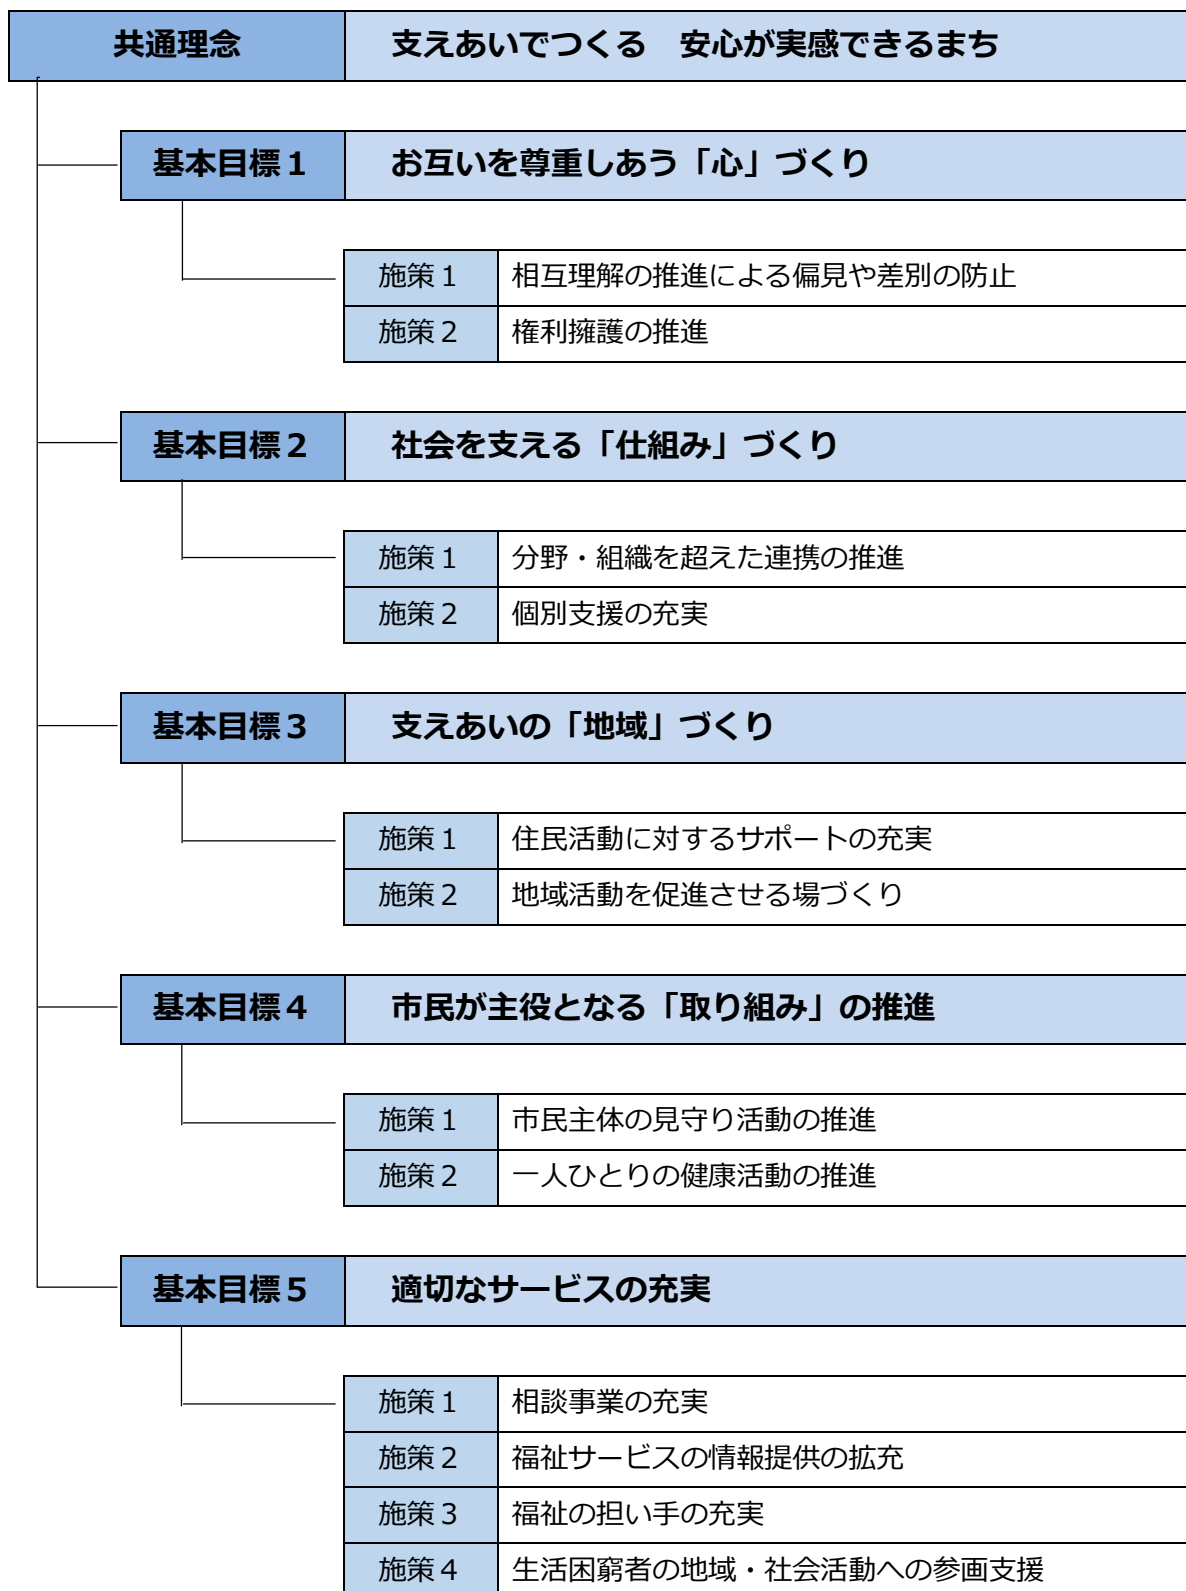 共通理念 支えあいでつくる　安心が実感できるまち
基本目標１ お互いを尊重しあう「心」づくり
施策１ 相互理解の推進による偏見や差別の防止
施策２ 権利擁護の推進
基本目標２ 社会を支える「仕組み」づくり
施策１ 分野・組織を超えた連携の推進
施策２ 個別支援の充実
基本目標３ 支えあいの「地域」づくり
施策１ 住民活動に対するサポートの充実
施策２ 地域活動を促進させる場づくり
基本目標４ 市民が主役となる「取り組み」の推進
施策１ 市民主体の見守り活動の推進
施策２ 一人ひとりの健康活動の推進
基本目標５ 適切なサービスの充実
施策１ 相談事業の充実
施策２ 福祉サービスの情報提供の拡充
施策３ 福祉の担い手の充実
施策４ 生活困窮者の地域・社会活動への参画支援